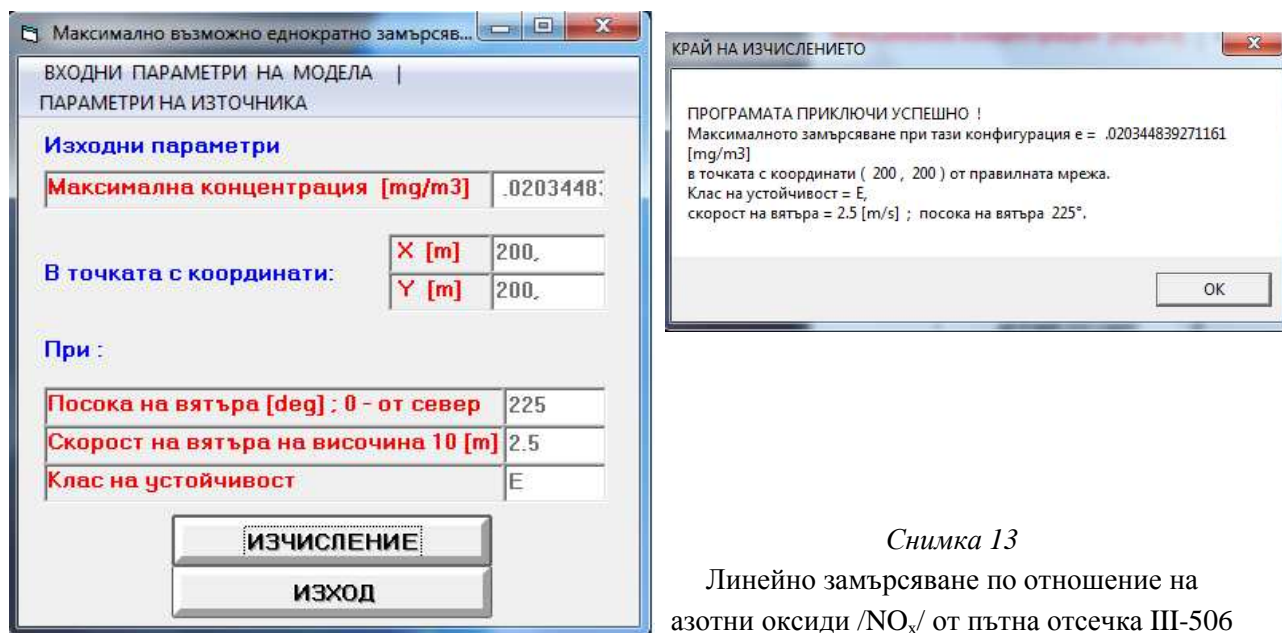 Максимално възможно еднократно замърсяв...
ВХОДНИ ПАРАМЕТРИ НА МОДЕЛА |
ПАРАМЕТРИ НА ИЗТОЧНИКА
Изходни параметри
Максимална концентрация [mg/m3] .0203448
В точката с координати:
X [m] 200,
Y [m] 200,
При :
Посока на вятъра [deg] ; 0 - от север 225
Скорост на вятъра на височина 10 [m] 2.5
Клас на устойчивост E
ИЗЧИСЛЕНИЕ
ИЗХОД
КРАЙ НА ИЗЧИСЛЕНИЕТО
ПРОГРАМАТА ПРИКЛЮЧИ УСПЕШНО !
Максималното замърсяване при тази конфигурация е = .020344839271161
[mg/m3]
в точката с координати ( 200 , 200 ) от правилната мрежа.
Клас на устойчивост = E,
скорост на вятъра = 2.5 [m/s] ; посока на вятъра 225°.
OK
Снимка 13
Линейно замърсяване по отношение на
азотни оксиди /NOx/ от пътна отсечка III-506